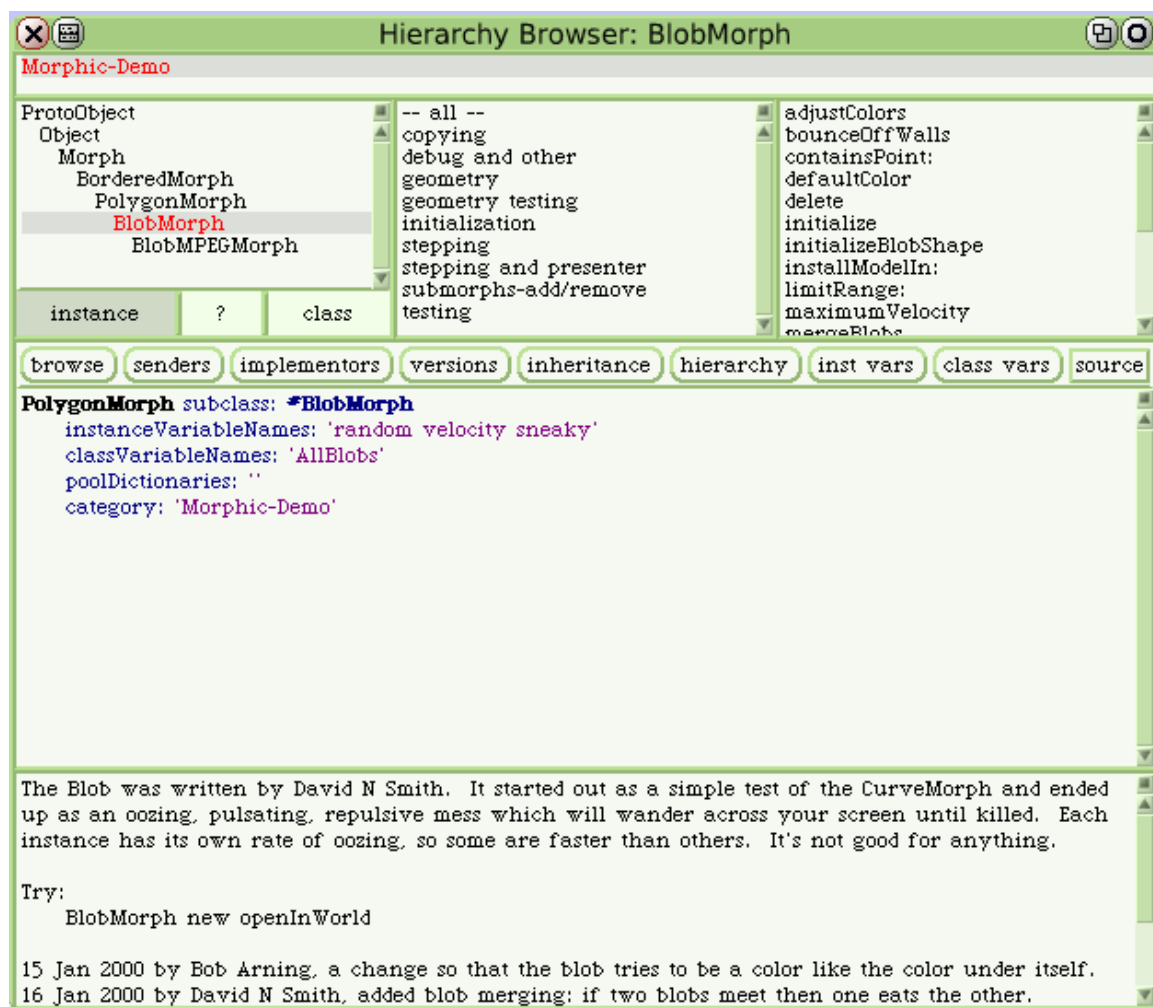 Hierarchy Browser: BlobMorph
Morphic-Demo
ProtoObject
Object
Morph
BorderedMorph
PolygonMorph
BlobMorph
BlobMPEGMorph
instance ? class
-- all --
copying
debug and other
geometry
geometry testing
initialization
stepping
stepping and presenter
submorphs-add/remove
testing
adjustColors
bounceOffWalls
containsPoint:
defaultColor
delete
initialize
initializeBlobShape
installModelIn:
limitRange:
maximumVelocity
mergeBlobs
browse senders implementors versions inheritance hierarchy inst vars class vars source
PolygonMorph subclass: #BlobMorph
instanceVariableNames: 'random velocity sneaky'
classVariableNames: 'AllBlobs'
poolDictionaries: ''
category: 'Morphic-Demo'
The Blob was written by David N Smith.  It started out as a simple test of the CurveMorph and ended
up as an oozing, pulsating, repulsive mess which will wander across your screen until killed.  Each
instance has its own rate of oozing, so some are faster than others.  It's not good for anything.
Try:
BlobMorph new openInWorld
15 Jan 2000 by Bob Arning, a change so that the blob tries to be a color like the color under itself.
16 Jan 2000 by David N Smith, added blob merging: if two blobs meet then one eats the other.